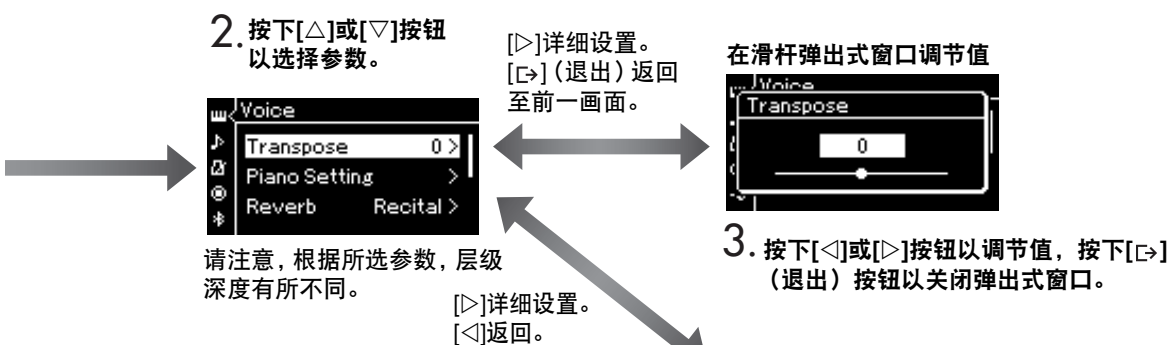 2. 按下[△]或[▽]按钮
以选择参数。
Voice
Transpose 0 >
Piano Setting >
Reverb Recital >
请注意，根据所选参数，层级
深度有所不同。
[▷]详细设置。
[⮕]（退出）返回
至前一画面。
[▷]详细设置。
[◁]返回。
在滑杆弹出式窗口调节值
Voice
Transpose
0
3. 按下[◁]或[▷]按钮以调节值，按下[⮕]
（退出）按钮以关闭弹出式窗口。